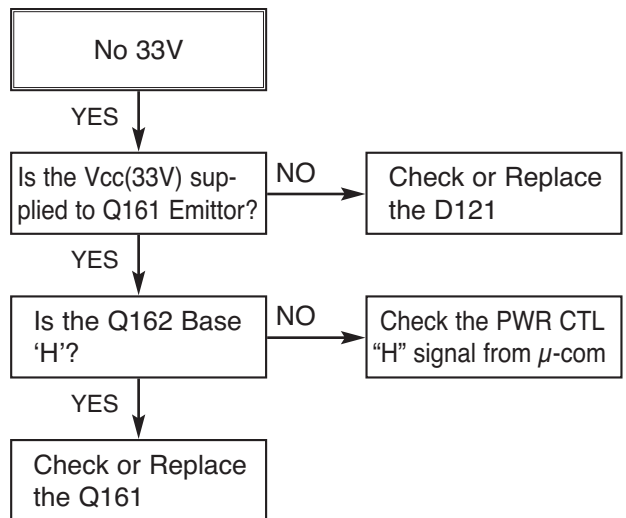 No 33V
YES
Is the Vcc(33V) sup-
plied to Q161 Emittor?
NO
Check or Replace
the D121
YES
Is the Q162 Base
‘H’?
NO
Check the PWR CTL
“H” signal from µ-com
YES
Check or Replace
the Q161